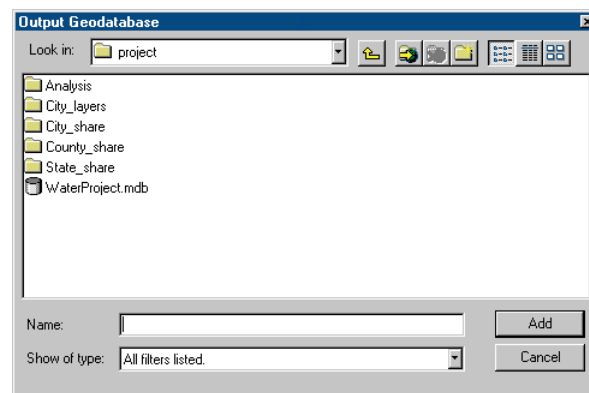 Output Geodatabase
Look in: project
Analysis
City_layers
City_share
County_share
State_share
WaterProject.mdb
Name: Add
Show of type: All filters listed. Cancel